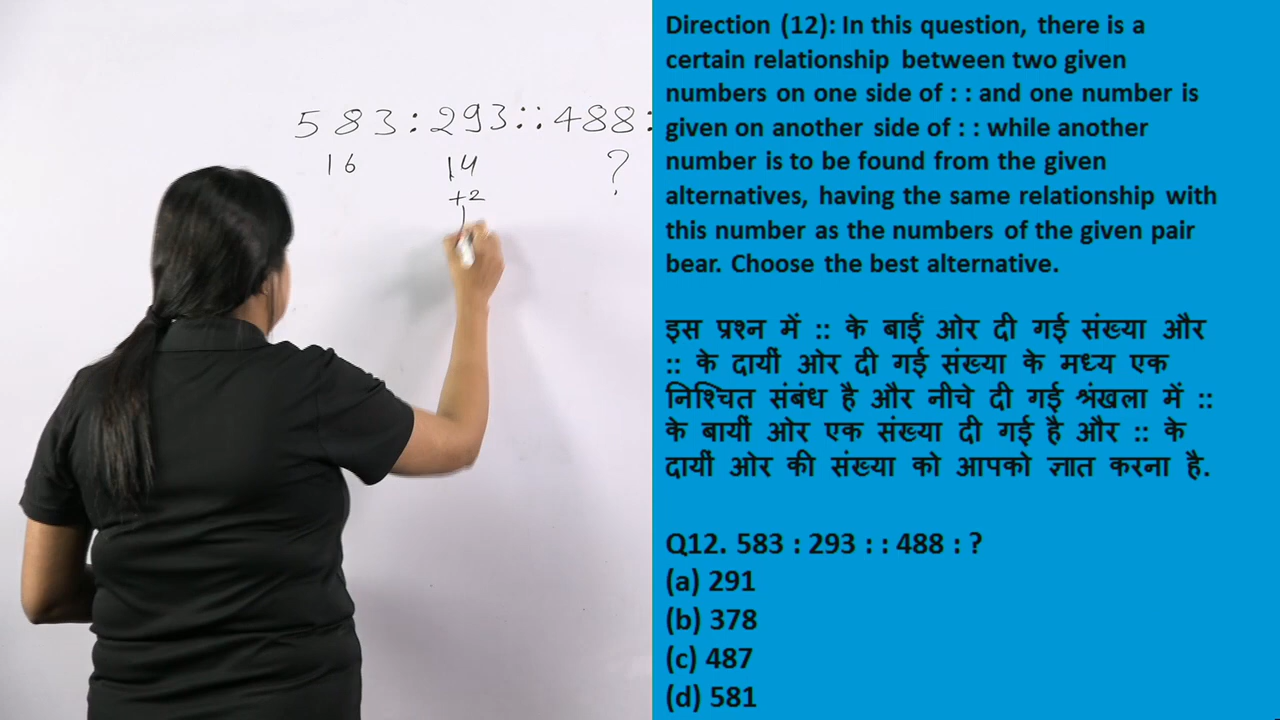 583:293::488:
16 14 ?
+2
Direction (12): In this question, there is a
certain relationship between two given
numbers on one side of : : and one number is
given on another side of : : while another
number is to be found from the given
alternatives, having the same relationship with
this number as the numbers of the given pair
bear. Choose the best alternative.
इस प्रश्न में :: के बाईं ओर दी गई संख्या और
:: के दायीं ओर दी गई संख्या के मध्य एक
निश्चित संबंध है और नीचे दी गई श्रंखला में ::
के बायीं ओर एक संख्या दी गई है और :: के
दायीं ओर की संख्या को आपको ज्ञात करना है.
Q12. 583 : 293 : : 488 : ?
(a) 291
(b) 378
(c) 487
(d) 581